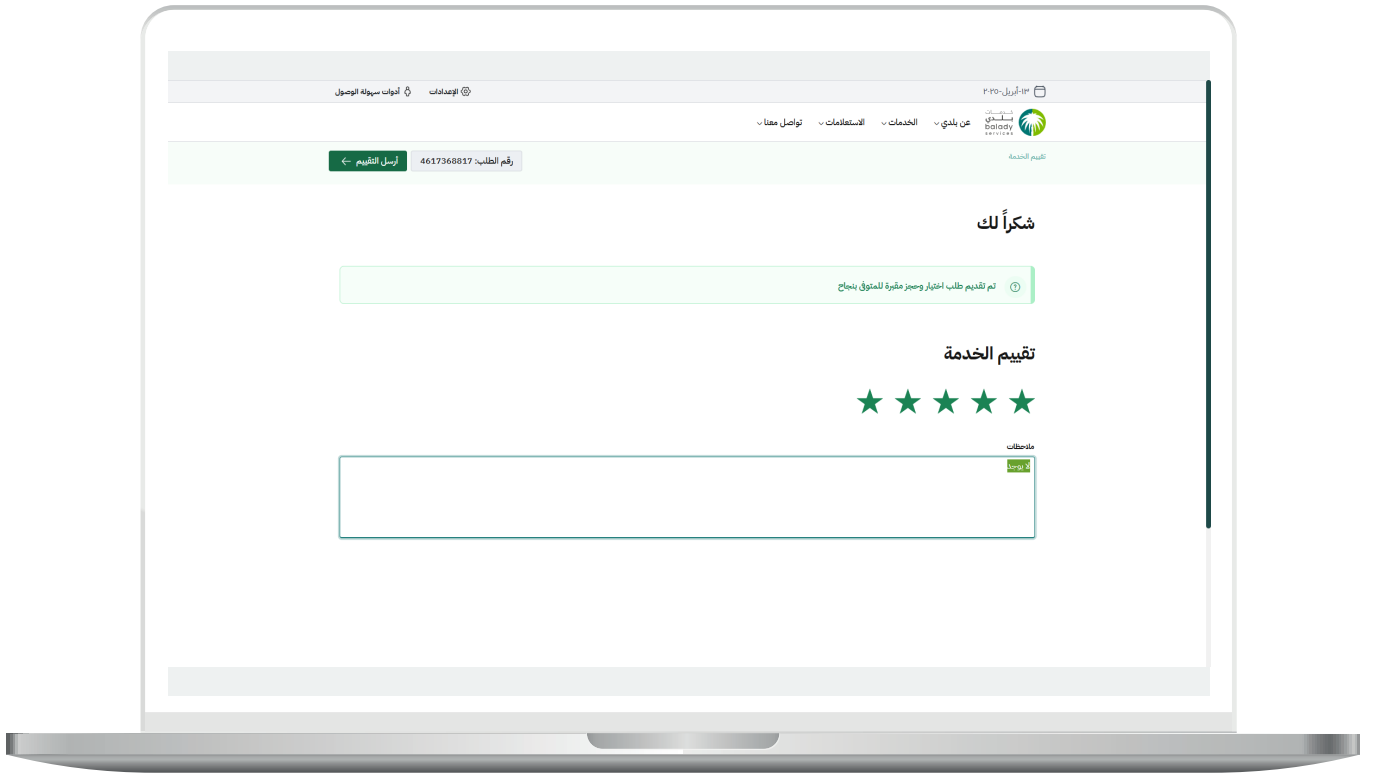 ١٣-أبريل-٢٠٢٥
الإعدادات
أدوات سهولة الوصول
خدمات
بلدي
balady
services
عن بلدي
الخدمات
الاستعلامات
تواصل معنا
تقييم الخدمة
رقم الطلب: 4617368817
أرسل التقييم
شكراً لك
تم تقديم طلب اختيار وحجز مقبرة للمتوفى بنجاح
تقييم الخدمة
ملاحظات
لا يوجد